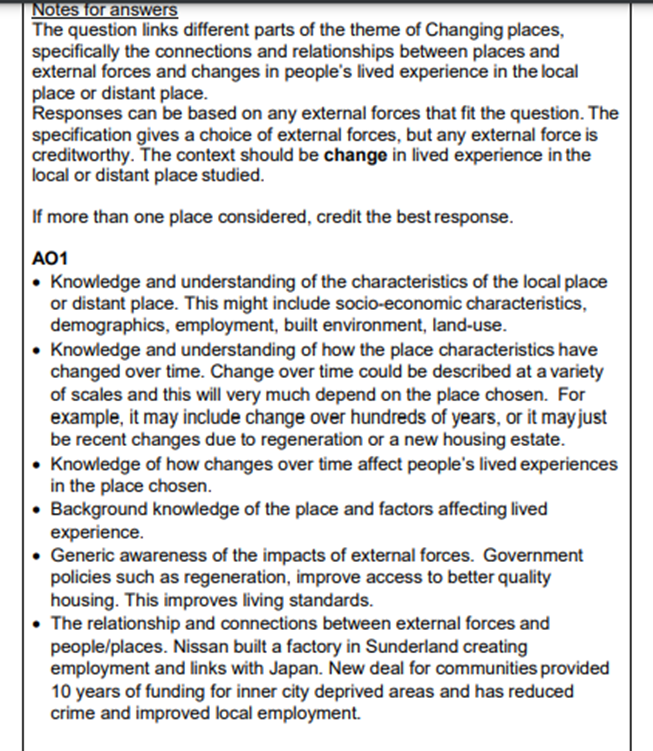 Notes for answers
The question links different parts of the theme of Changing places,
specifically the connections and relationships between places and
external forces and changes in people's lived experience in the local
place or distant place.
Responses can be based on any external forces that fit the question. The
specification gives a choice of external forces, but any external force is
creditworthy. The context should be change in lived experience in the
local or distant place studied.
If more than one place considered, credit the best response.
AO1
• Knowledge and understanding of the characteristics of the local place
or distant place. This might include socio-economic characteristics,
demographics, employment, built environment, land-use.
• Knowledge and understanding of how the place characteristics have
changed over time. Change over time could be described at a variety
of scales and this will very much depend on the place chosen. For
example, it may include change over hundreds of years, or it may just
be recent changes due to regeneration or a new housing estate.
• Knowledge of how changes over time affect people's lived experiences
in the place chosen.
• Background knowledge of the place and factors affecting lived
experience.
• Generic awareness of the impacts of external forces. Government
policies such as regeneration, improve access to better quality
housing. This improves living standards.
• The relationship and connections between external forces and
people/places. Nissan built a factory in Sunderland creating
employment and links with Japan. New deal for communities provided
10 years of funding for inner city deprived areas and has reduced
crime and improved local employment.